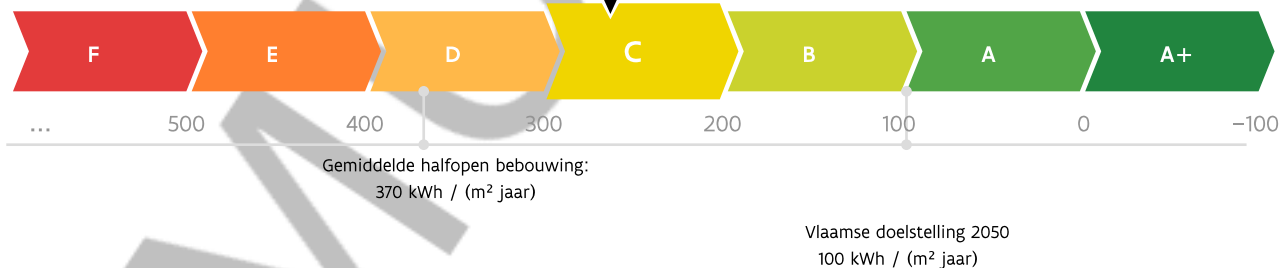 F E D C B A A+
... 500 400 300 200 100 0 −100
Gemiddelde halfopen bebouwing:
370 kWh / (m² jaar)
Vlaamse doelstelling 2050
100 kWh / (m² jaar)